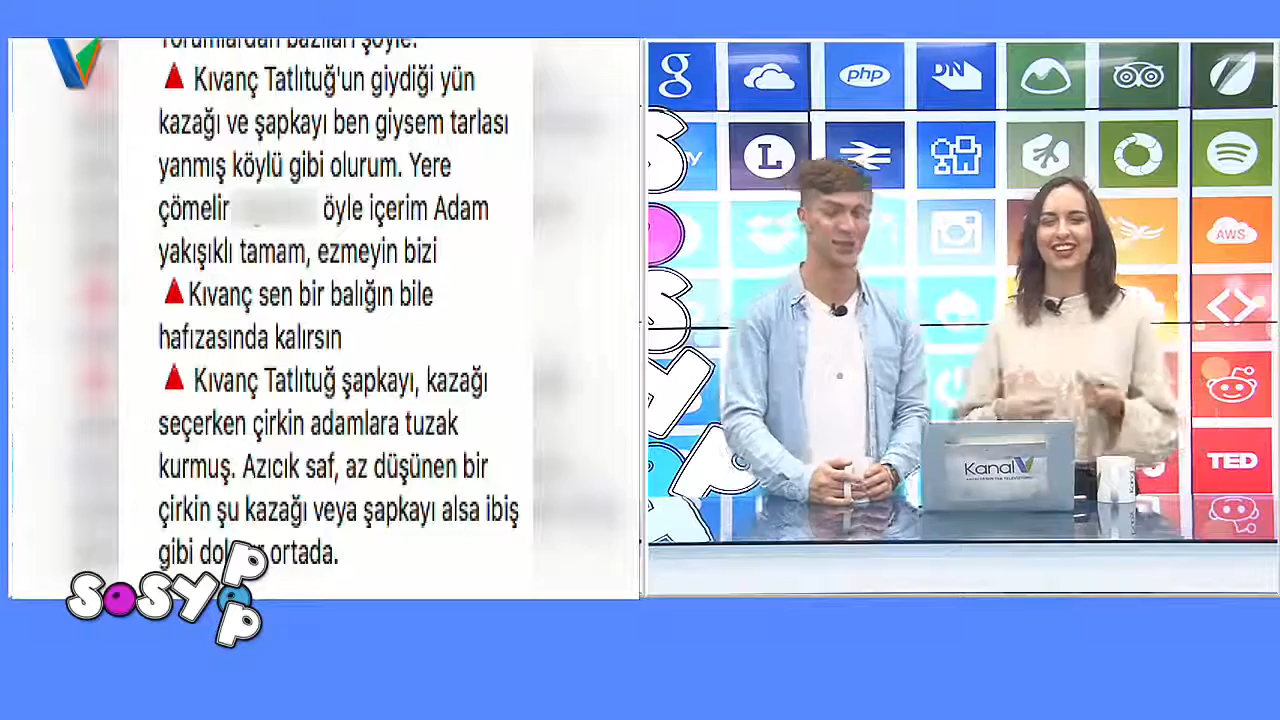 Yorumlardan bazıları şöyle:
Kıvanç Tatlıtuğ'un giydiği yün
kazağı ve şapkayı ben giysem tarlası
yanmış köylü gibi olurum. Yere
çömelir öyle içerim Adam
yakışıklı tamam, ezmeyin bizi
Kıvanç sen bir balığın bile
hafızasında kalırsın
Kıvanç Tatlıtuğ şapkayı, kazağı
seçerken çirkin adamlara tuzak
kurmuş. Azıcık saf, az düşünen bir
çirkin şu kazağı veya şapkayı alsa ibiş
gibi ortada.
SOSYPOP
g
php
DN
L
AWS
TED
Kanal V